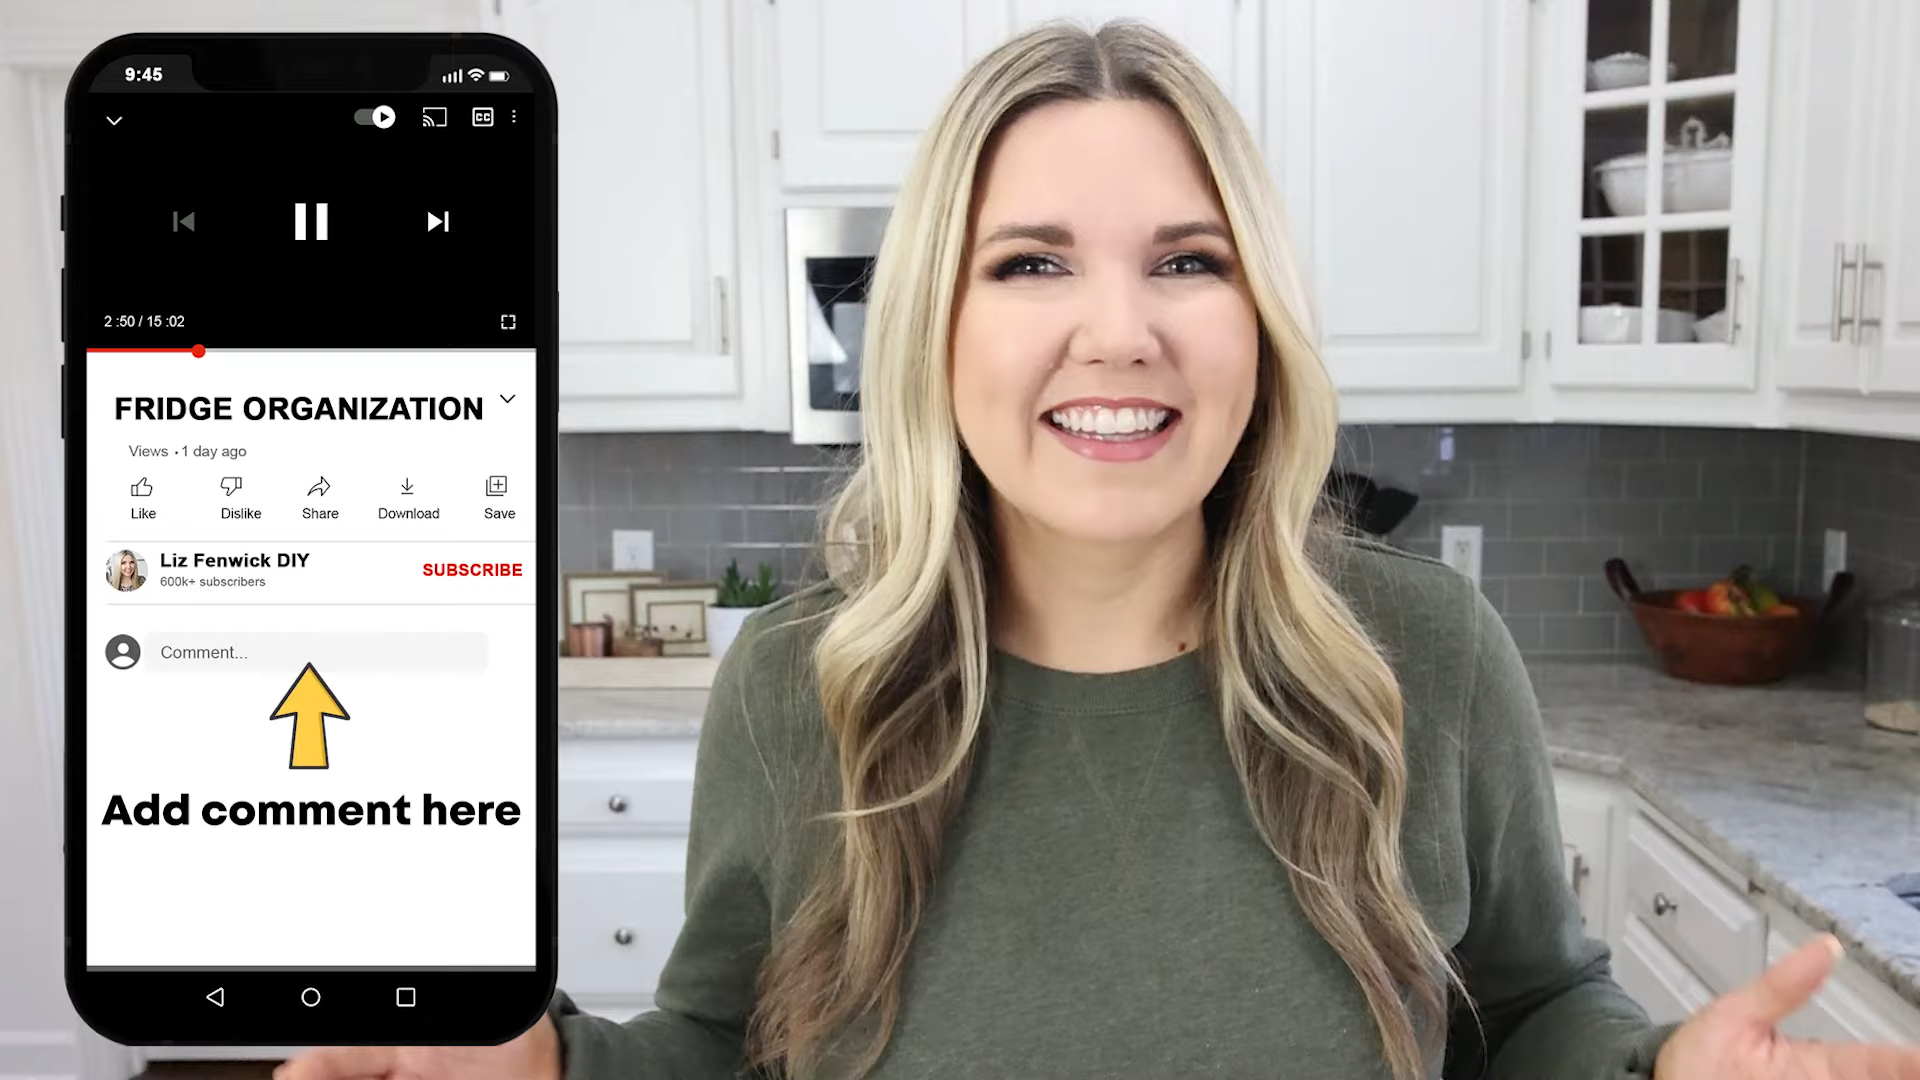 9:45
CC
2 :50 / 15 :02
FRIDGE ORGANIZATION
Views • 1 day ago
Like Dislike Share Download Save
Liz Fenwick DIY
600k+ subscribers
SUBSCRIBE
Comment...
Add comment here